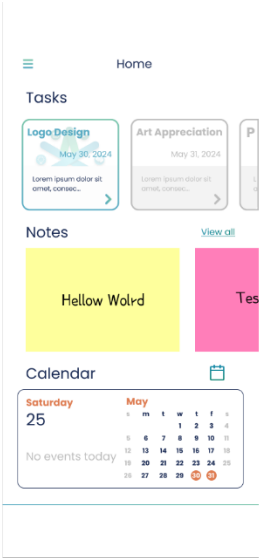 Home
Tasks
Logo Design
May 30, 2024
Lorem ipsum dolor sit
amet, consec...
Art Appreciation
May 31, 2024
Lorem ipsum dolor sit
amet, consec...
P
L
Notes
View all
Hellow Wolrd
Tes
Calendar
Saturday
25
No events today
May
s m t w t f s
1 2 3 4
5 6 7 8 9 10 11
12 13 14 15 16 17 18
19 20 21 22 23 24 25
26 27 28 29 30 31